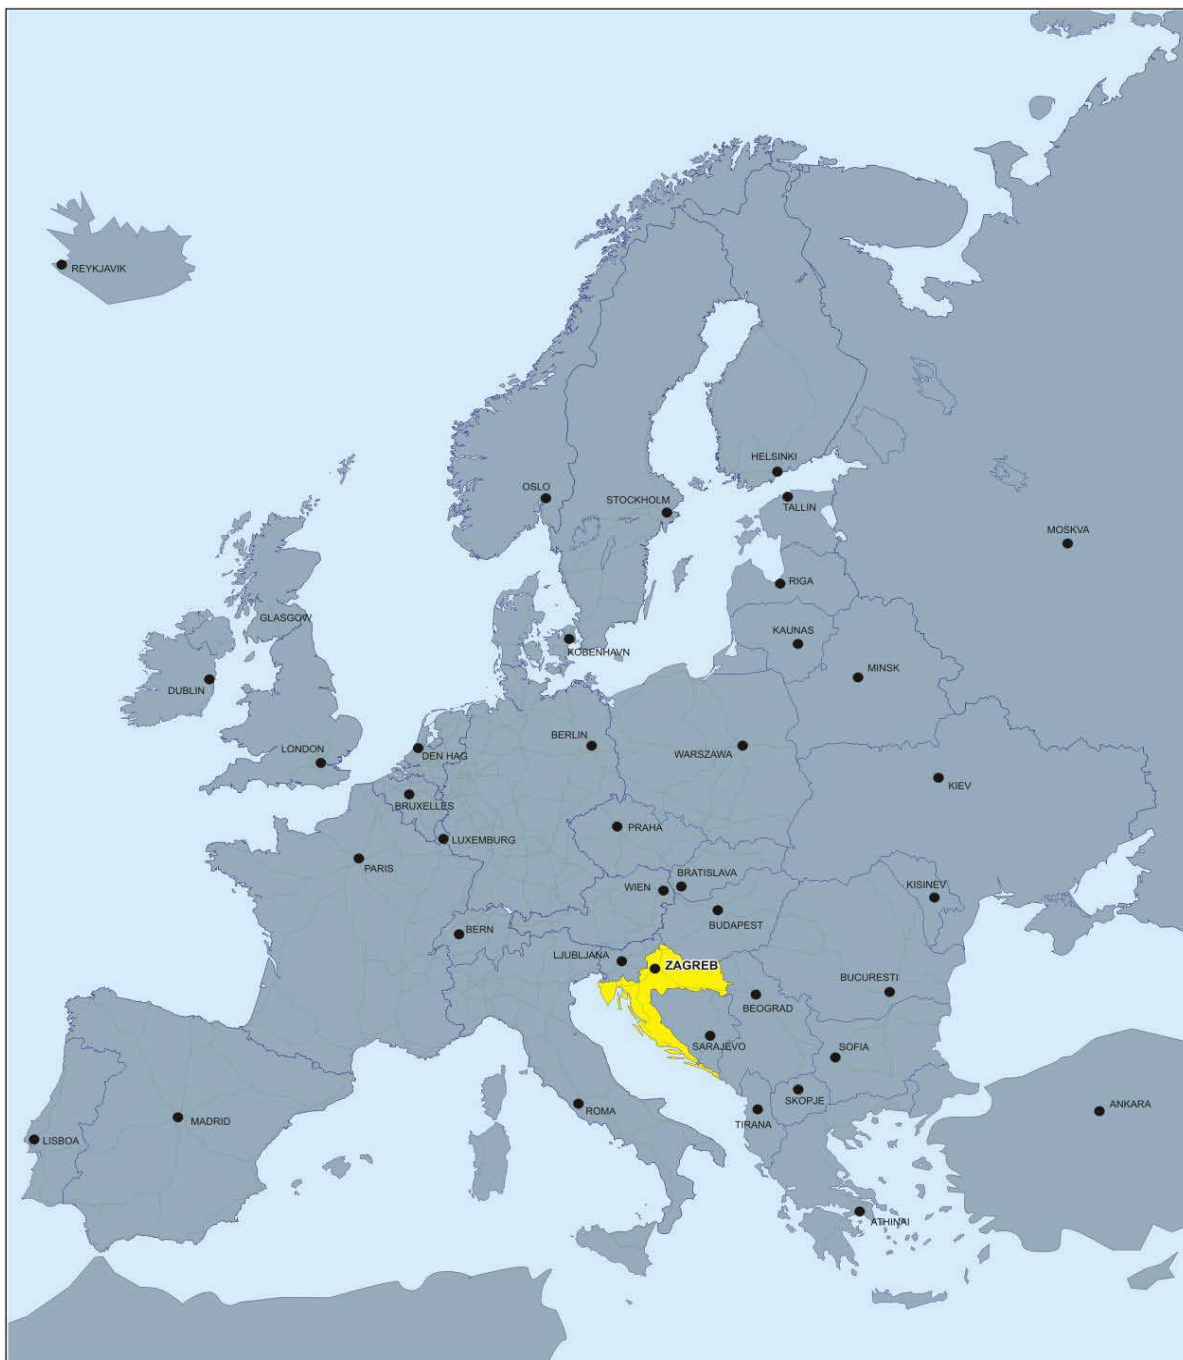 REYKJAVIK
HELSINKI
OSLO
STOCKHOLM
TALLIN
MOSKVA
RIGA
GLASGOW
KAUNAS
KOBENHAVN
MINSK
DUBLIN
BERLIN
LONDON
DEN HAG
WARSZAWA
KIEV
BRUXELLES
PRAHA
LUXEMBURG
PARIS
BRATISLAVA
WIEN
KISINEV
BUDAPEST
BERN
LJUBLJANA
ZAGREB
BUCURESTI
BEOGRAD
SARAJEVO
SOFIA
SKOPJE
ANKARA
ROMA
MADRID
TIRANA
LISBOA
ATHINAI